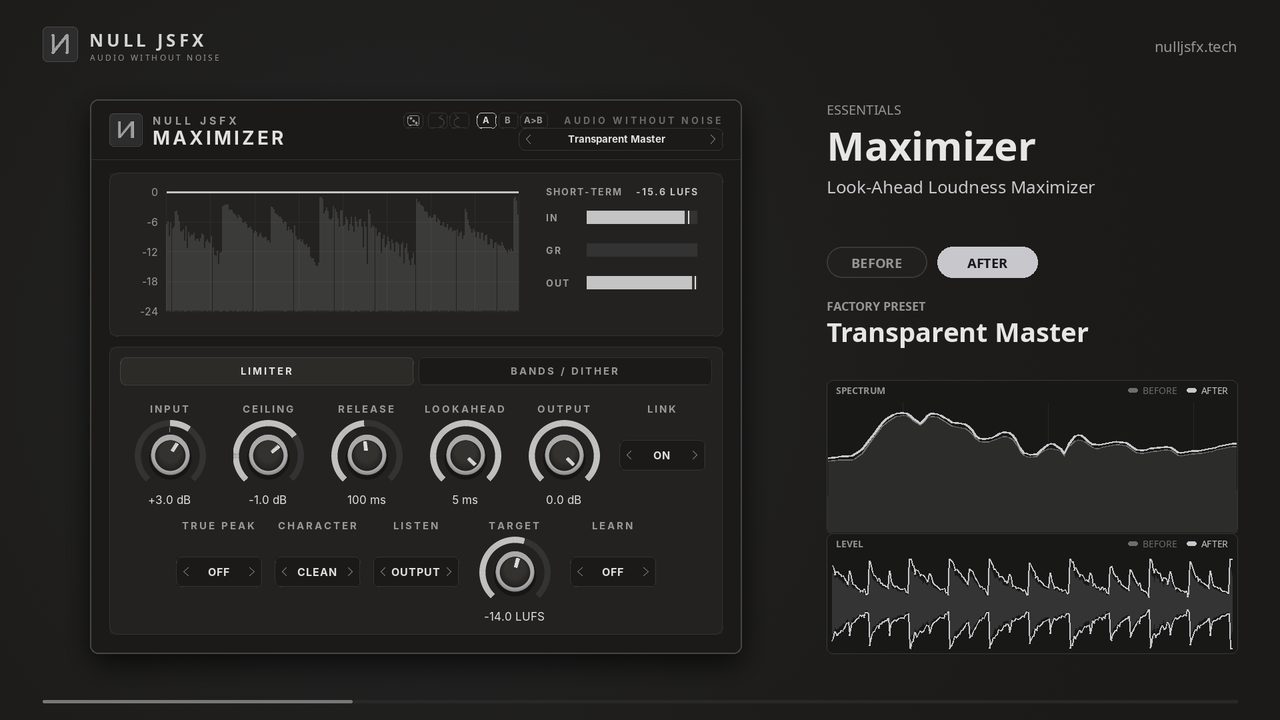 NULL JSFX
AUDIO WITHOUT NOISE
nulljsfx.tech
NULL JSFX
MAXIMIZER
A B A>B
AUDIO WITHOUT NOISE
Transparent Master
0
-6
-12
-18
-24
SHORT-TERM -15.6 LUFS
IN
GR
OUT
LIMITER BANDS / DITHER
INPUT CEILING RELEASE LOOKAHEAD OUTPUT LINK
ON
+3.0 dB -1.0 dB 100 ms 5 ms 0.0 dB
TRUE PEAK CHARACTER LISTEN TARGET LEARN
OFF CLEAN OUTPUT OFF
-14.0 LUFS
ESSENTIALS
Maximizer
Look-Ahead Loudness Maximizer
BEFORE AFTER
FACTORY PRESET
Transparent Master
SPECTRUM BEFORE AFTER
LEVEL BEFORE AFTER